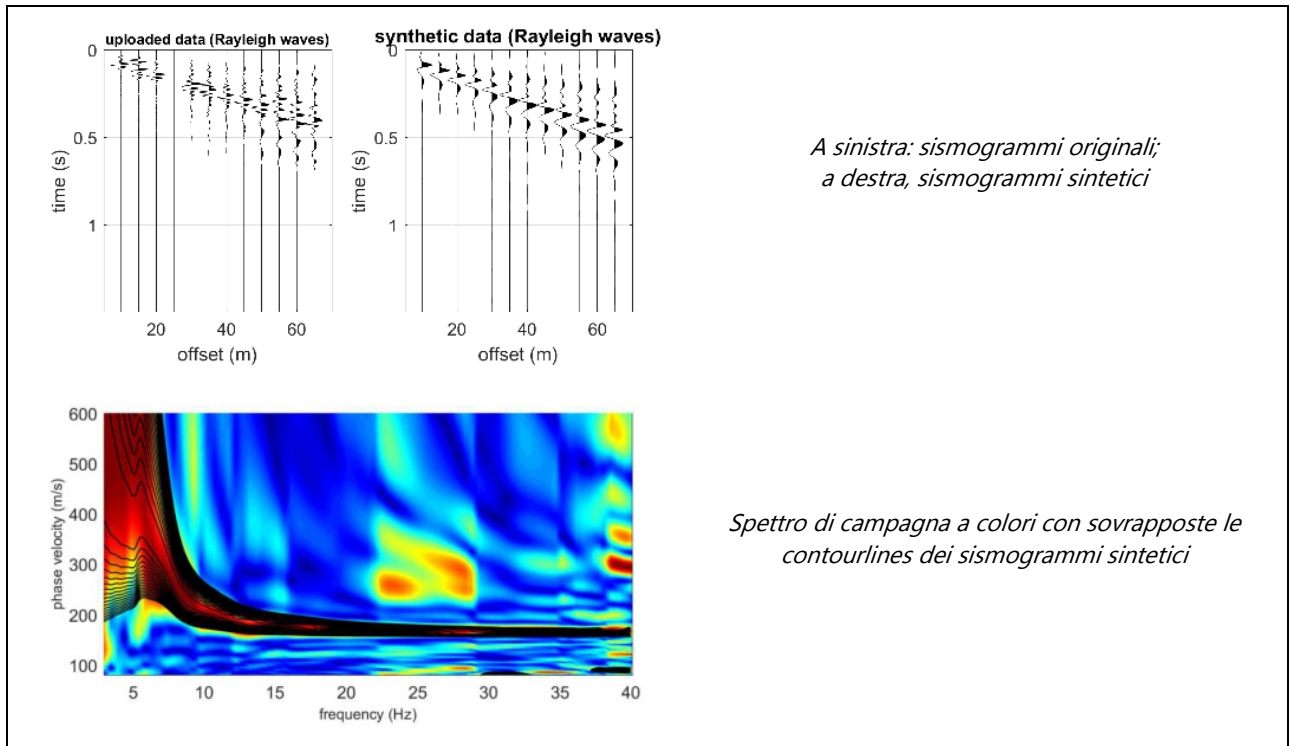 uploaded data (Rayleigh waves)
synthetic data (Rayleigh waves)
0
0.5
1
time (s)
20
40
60
offset (m)
0
0.5
1
time (s)
20
40
60
offset (m)
A sinistra: sismogrammi originali;
a destra, sismogrammi sintetici
600
500
400
300
200
100
phase velocity (m/s)
5
10
15
20
25
30
35
40
frequency (Hz)
Spettro di campagna a colori con sovrapposte le
contourlines dei sismogrammi sintetici